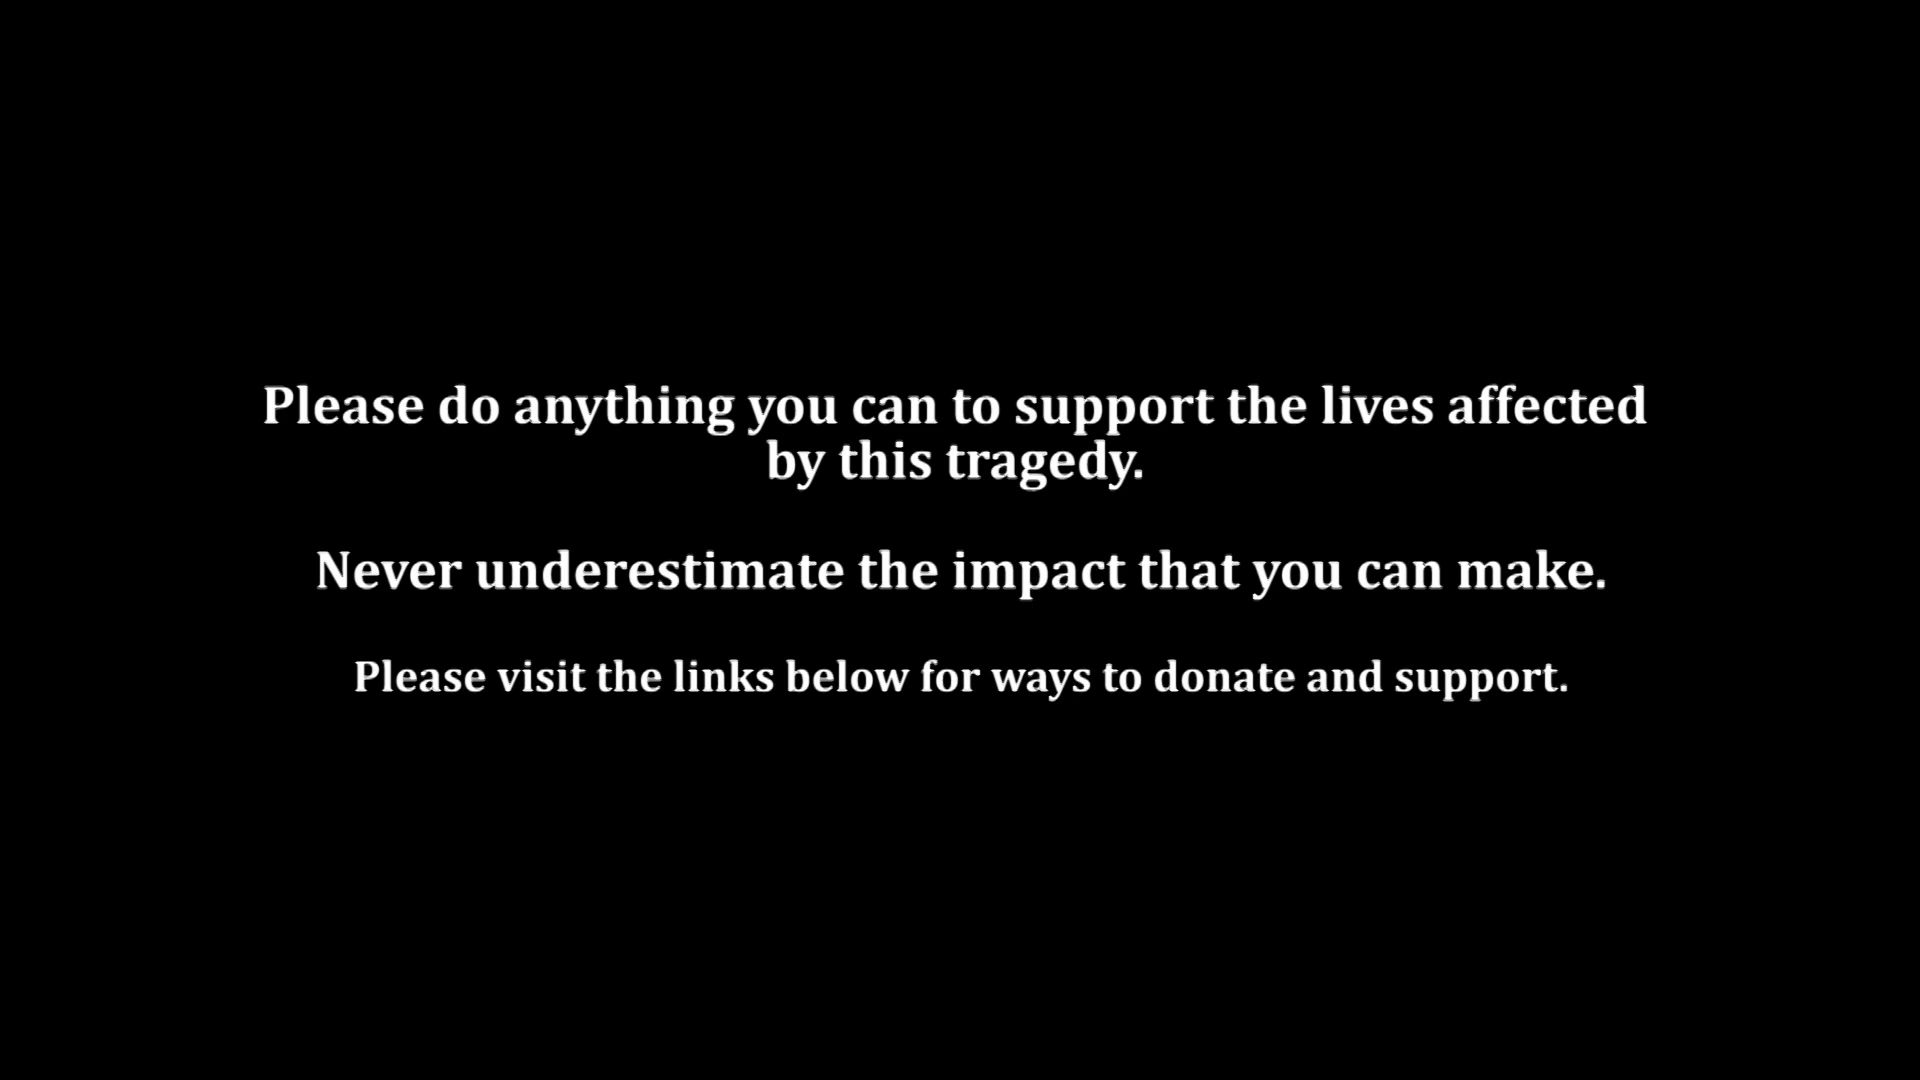 Please do anything you can to support the lives affected
by this tragedy.
Never underestimate the impact that you can make.
Please visit the links below for ways to donate and support.